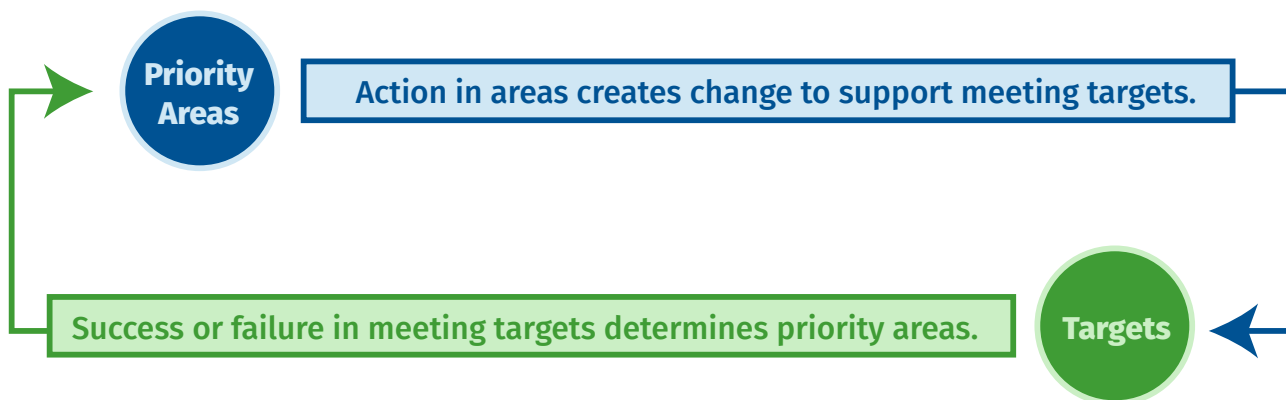 Priority
Areas
Action in areas creates change to support meeting targets.
Success or failure in meeting targets determines priority areas.
Targets